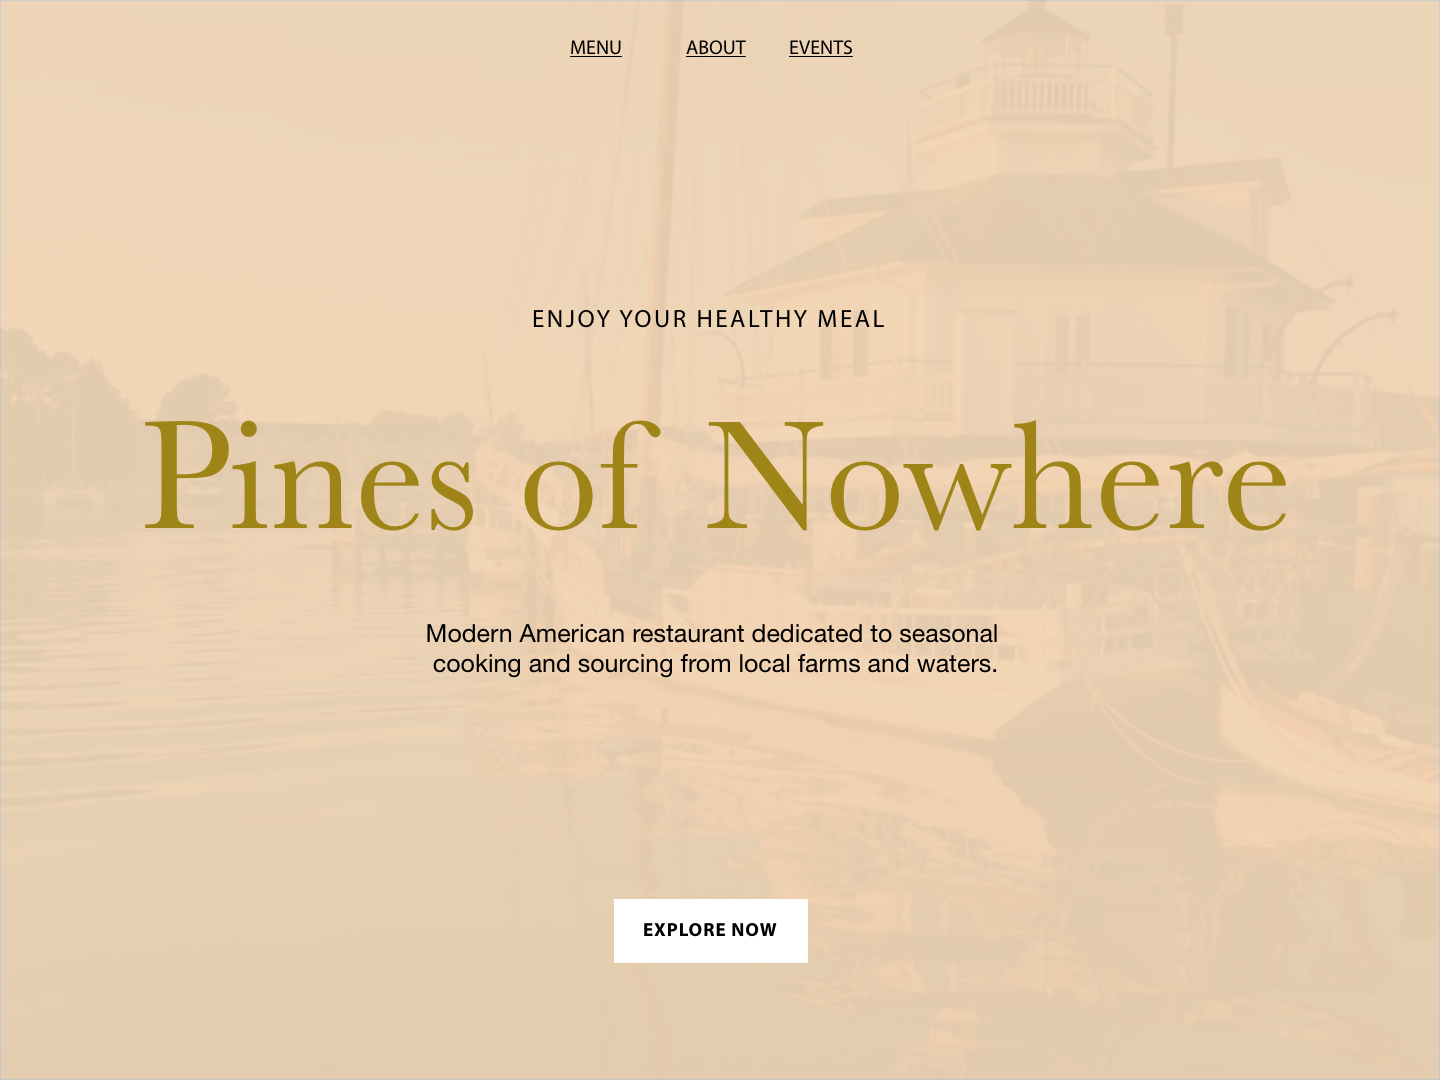 MENU ABOUT EVENTS
ENJOY YOUR HEALTHY MEAL
Pines of Nowhere
Modern American restaurant dedicated to seasonal
cooking and sourcing from local farms and waters.
EXPLORE NOW